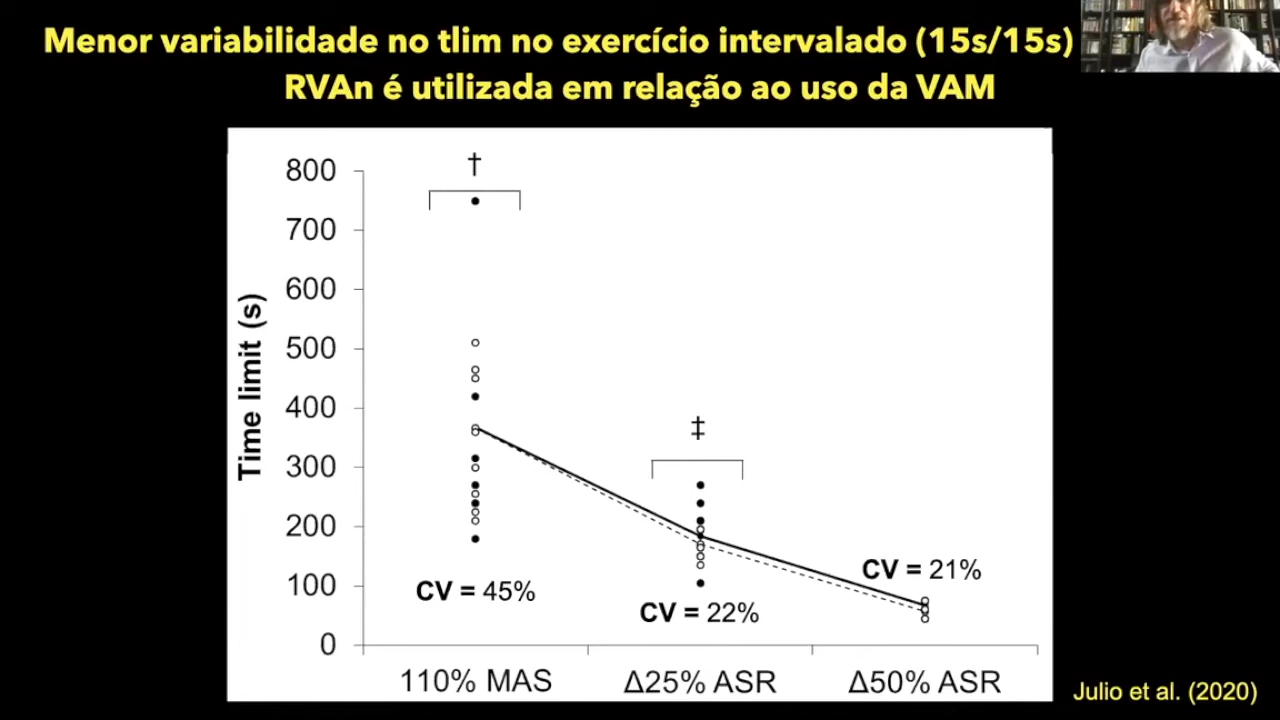 Menor variabilidade no tlim no exercício intervalado (15s/15s)
RVAn é utilizada em relação ao uso da VAM
Time limit (s)
800
700
600
500
400
300
200
100
0
†
‡
CV = 45%
CV = 22%
CV = 21%
110% MAS
Δ25% ASR
Δ50% ASR
Julio et al. (2020)